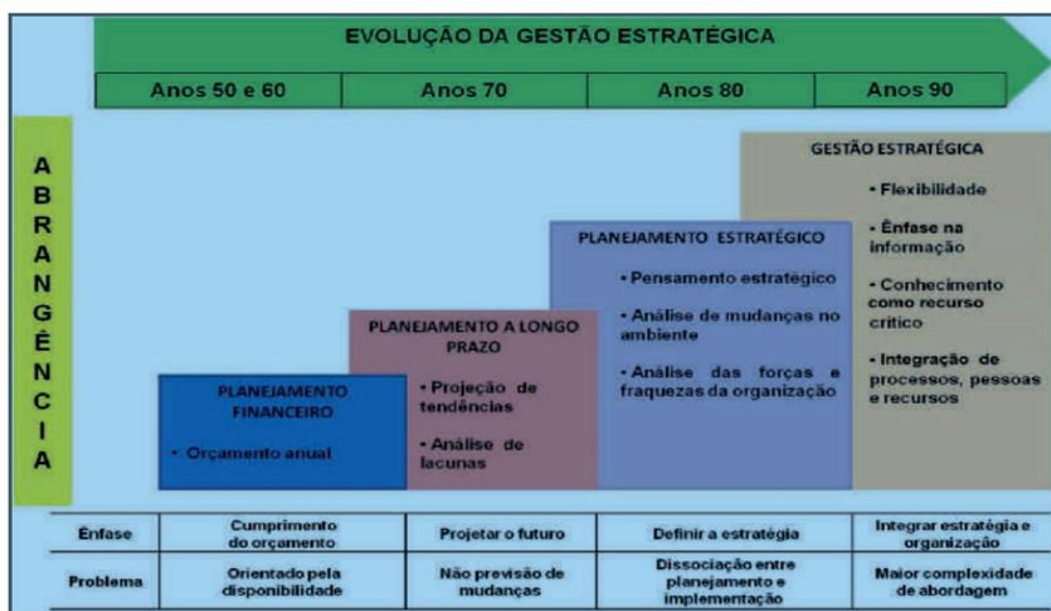 EVOLUÇÃO DA GESTÃO ESTRATÉGICA
Anos 50 e 60
Anos 70
Anos 80
Anos 90
ABRANGÊNCIA
GESTÃO ESTRATÉGICA
• Flexibilidade
• Ênfase na
informação
• Conhecimento
como recurso
crítico
• Integração de
processos, pessoas
e recursos
PLANEJAMENTO ESTRATÉGICO
• Pensamento estratégico
• Análise de mudanças no
ambiente
• Análise das forças e
fraquezas da organização
PLANEJAMENTO A LONGO
PRAZO
• Projeção de
tendências
• Análise de
lacunas
PLANEJAMENTO
FINANCEIRO
• Orçamento anual
Ênfase
Cumprimento
do orçamento
Projetar o futuro
Definir a estratégia
Integrar estratégia e
organização
Problema
Orientado pela
disponibilidade
Não previsão de
mudanças
Dissociação entre
planejamento e
implementação
Maior complexidade
de abordagem